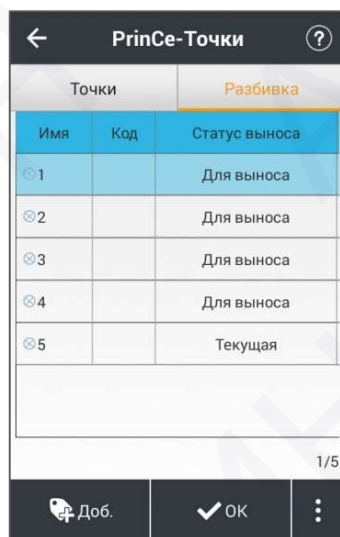 PrinCe-Точки
Точки Разбивка
Имя Код Статус выноса
1 Для выноса
2 Для выноса
3 Для выноса
4 Для выноса
5 Текущая
1/5
Доб. ОК